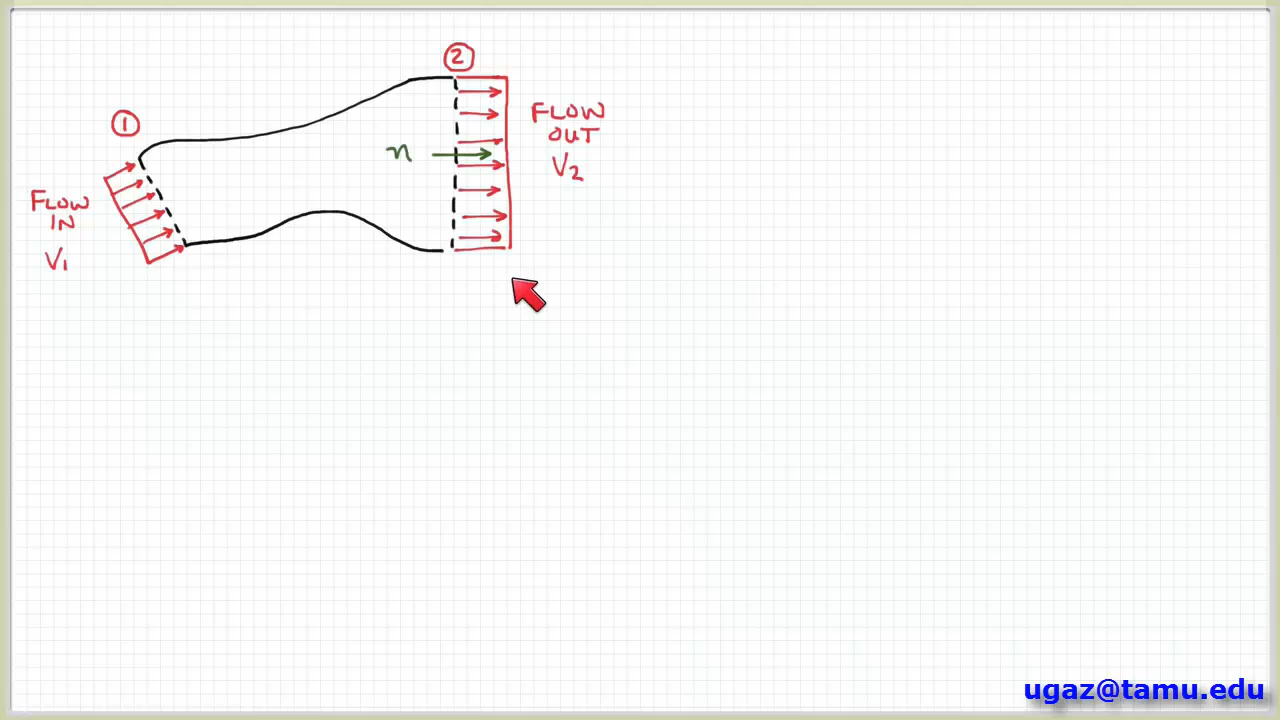 ①
FLOW
IN
V1
②
n
FLOW
OUT
V2
ugaz@tamu.edu